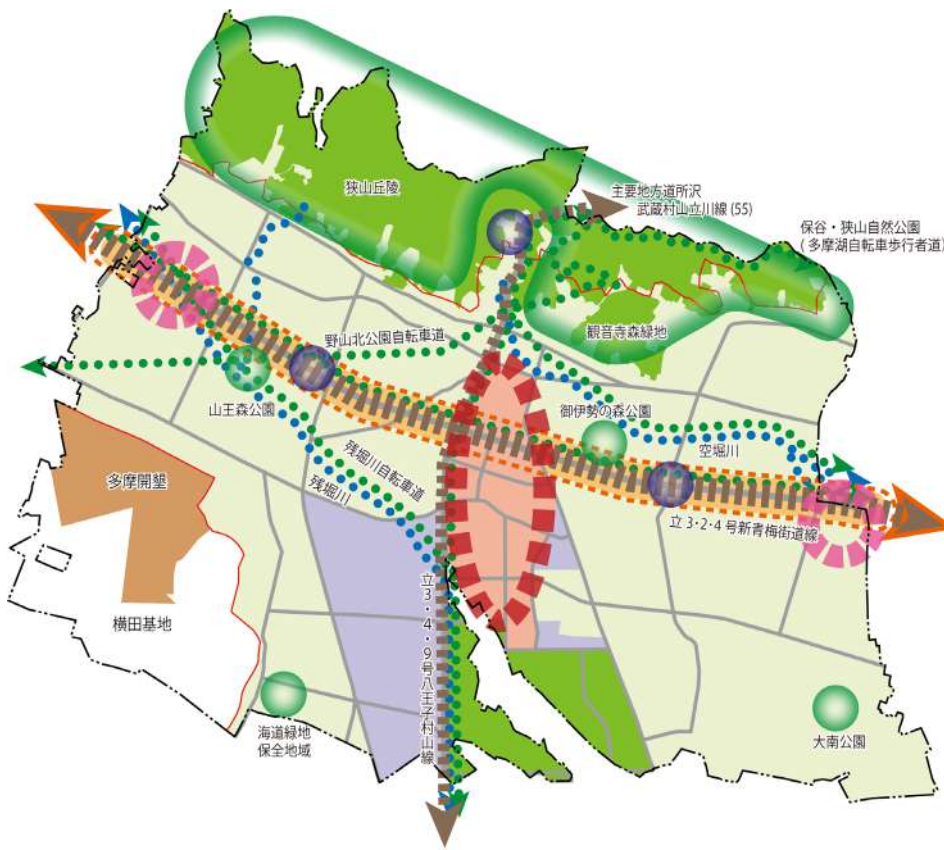 狭山丘陵
主要地方道所沢
武蔵村山立川線(55)
保谷・狭山自然公園
(多摩湖自転車歩行者道)
観音寺森緑地
野山北公園自転車道
山王森公園
御伊勢の森公園
空堀川
残堀川自転車道
残堀川
多摩開墾
立3・2・4号新青梅街道線
横田基地
立3・4・9号八王子村山線
海道緑地
保全地域
大南公園